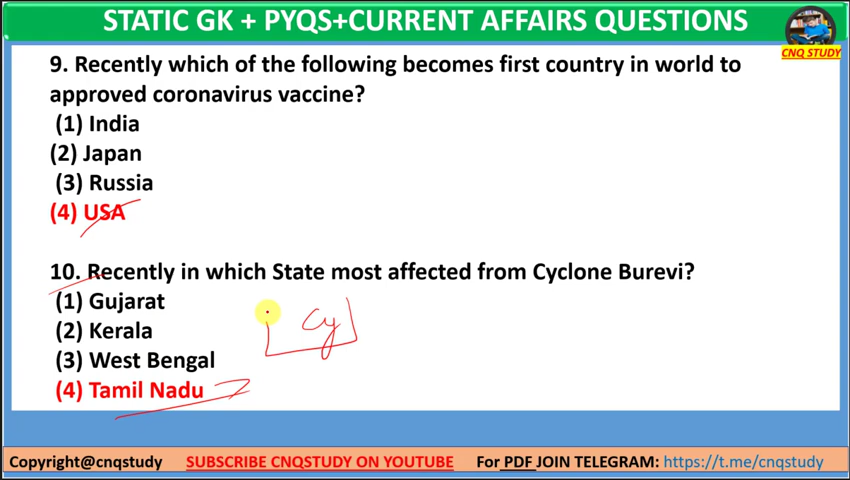 STATIC GK + PYQS+CURRENT AFFAIRS QUESTIONS
CNQ STUDY
9. Recently which of the following becomes first country in world to
approved coronavirus vaccine?
(1) India
(2) Japan
(3) Russia
(4) USA
10. Recently in which State most affected from Cyclone Burevi?
(1) Gujarat
(2) Kerala
Cy
(3) West Bengal
(4) Tamil Nadu
Copyright@cnqstudy SUBSCRIBE CNQSTUDY ON YOUTUBE For PDF JOIN TELEGRAM: https://t.me/cnqstudy